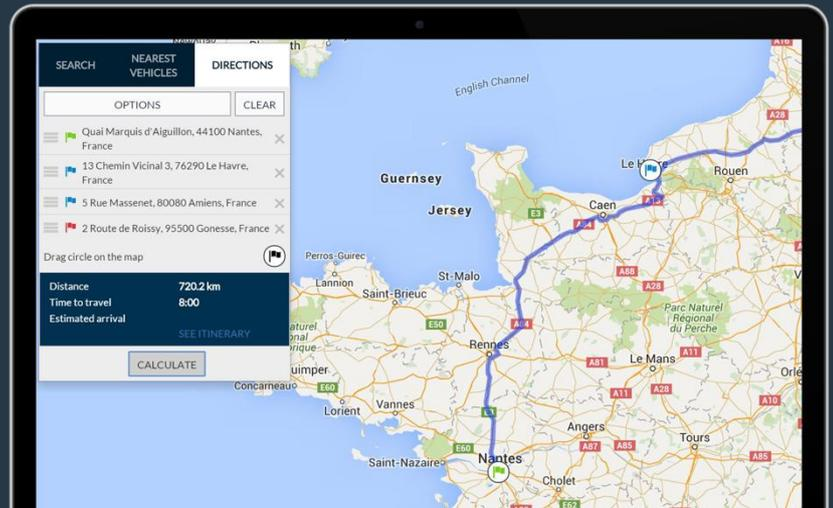 SEARCH
NEAREST
VEHICLES
DIRECTIONS
OPTIONS
CLEAR
Quai Marquis d'Aiguillon, 44100 Nantes,
France
13 Chemin Vicinal 3, 76290 Le Havre,
France
5 Rue Massenet, 80080 Amiens, France
2 Route de Roissy, 95500 Gonesse, France
Drag circle on the map
Distance 720.2 km
Time to travel 8:00
Estimated arrival
SEE ITINERARY
CALCULATE
th
English Channel
A16
A28
Le Havre
Rouen
Guernsey
Jersey
E3
Caen
A13
A84
Perros-Guirec
Lannion
St-Malo
Saint-Brieuc
A88
A28
Parc Naturel
Régional
du Perche
E50
A84
Rennes
A81
Le Mans
A11
uimper
Concarneau
E60
Lorient
Vannes
A11
A28
A10
E60
Angers
A87
A85
Tours
A85
Saint-Nazaire
Nantes
Cholet
E62